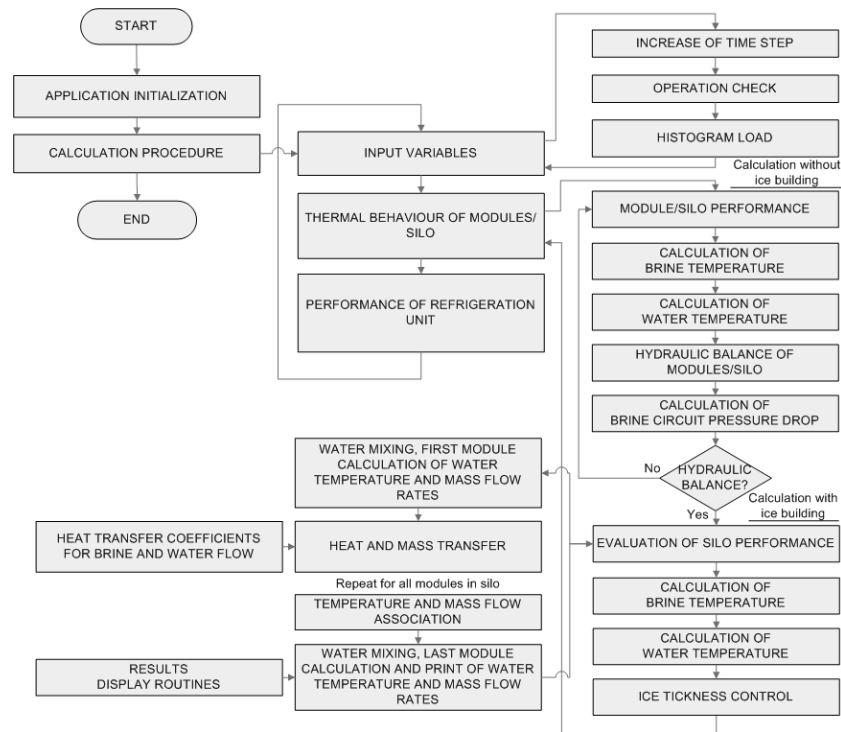 START
APPLICATION INITIALIZATION
CALCULATION PROCEDURE
END
INPUT VARIABLES
THERMAL BEHAVIOUR OF MODULES/
SILO
PERFORMANCE OF REFRIGERATION
UNIT
INCREASE OF TIME STEP
OPERATION CHECK
HISTOGRAM LOAD
Calculation without
ice building
MODULE/SILO PERFORMANCE
CALCULATION OF
BRINE TEMPERATURE
CALCULATION OF
WATER TEMPERATURE
HYDRAULIC BALANCE OF
MODULES/SILO
CALCULATION OF
BRINE CIRCUIT PRESSURE DROP
No
HYDRAULIC
BALANCE?
Yes
Calculation with
ice building
EVALUATION OF SILO PERFORMANCE
CALCULATION OF
BRINE TEMPERATURE
CALCULATION OF
WATER TEMPERATURE
ICE TICKNESS CONTROL
WATER MIXING, FIRST MODULE
CALCULATION OF WATER
TEMPERATURE AND MASS FLOW
RATES
HEAT TRANSFER COEFFICIENTS
FOR BRINE AND WATER FLOW
HEAT AND MASS TRANSFER
Repeat for all modules in silo
TEMPERATURE AND MASS FLOW
ASSOCIATION
RESULTS
DISPLAY ROUTINES
WATER MIXING, LAST MODULE
CALCULATION AND PRINT OF WATER
TEMPERATURE AND MASS FLOW
RATES